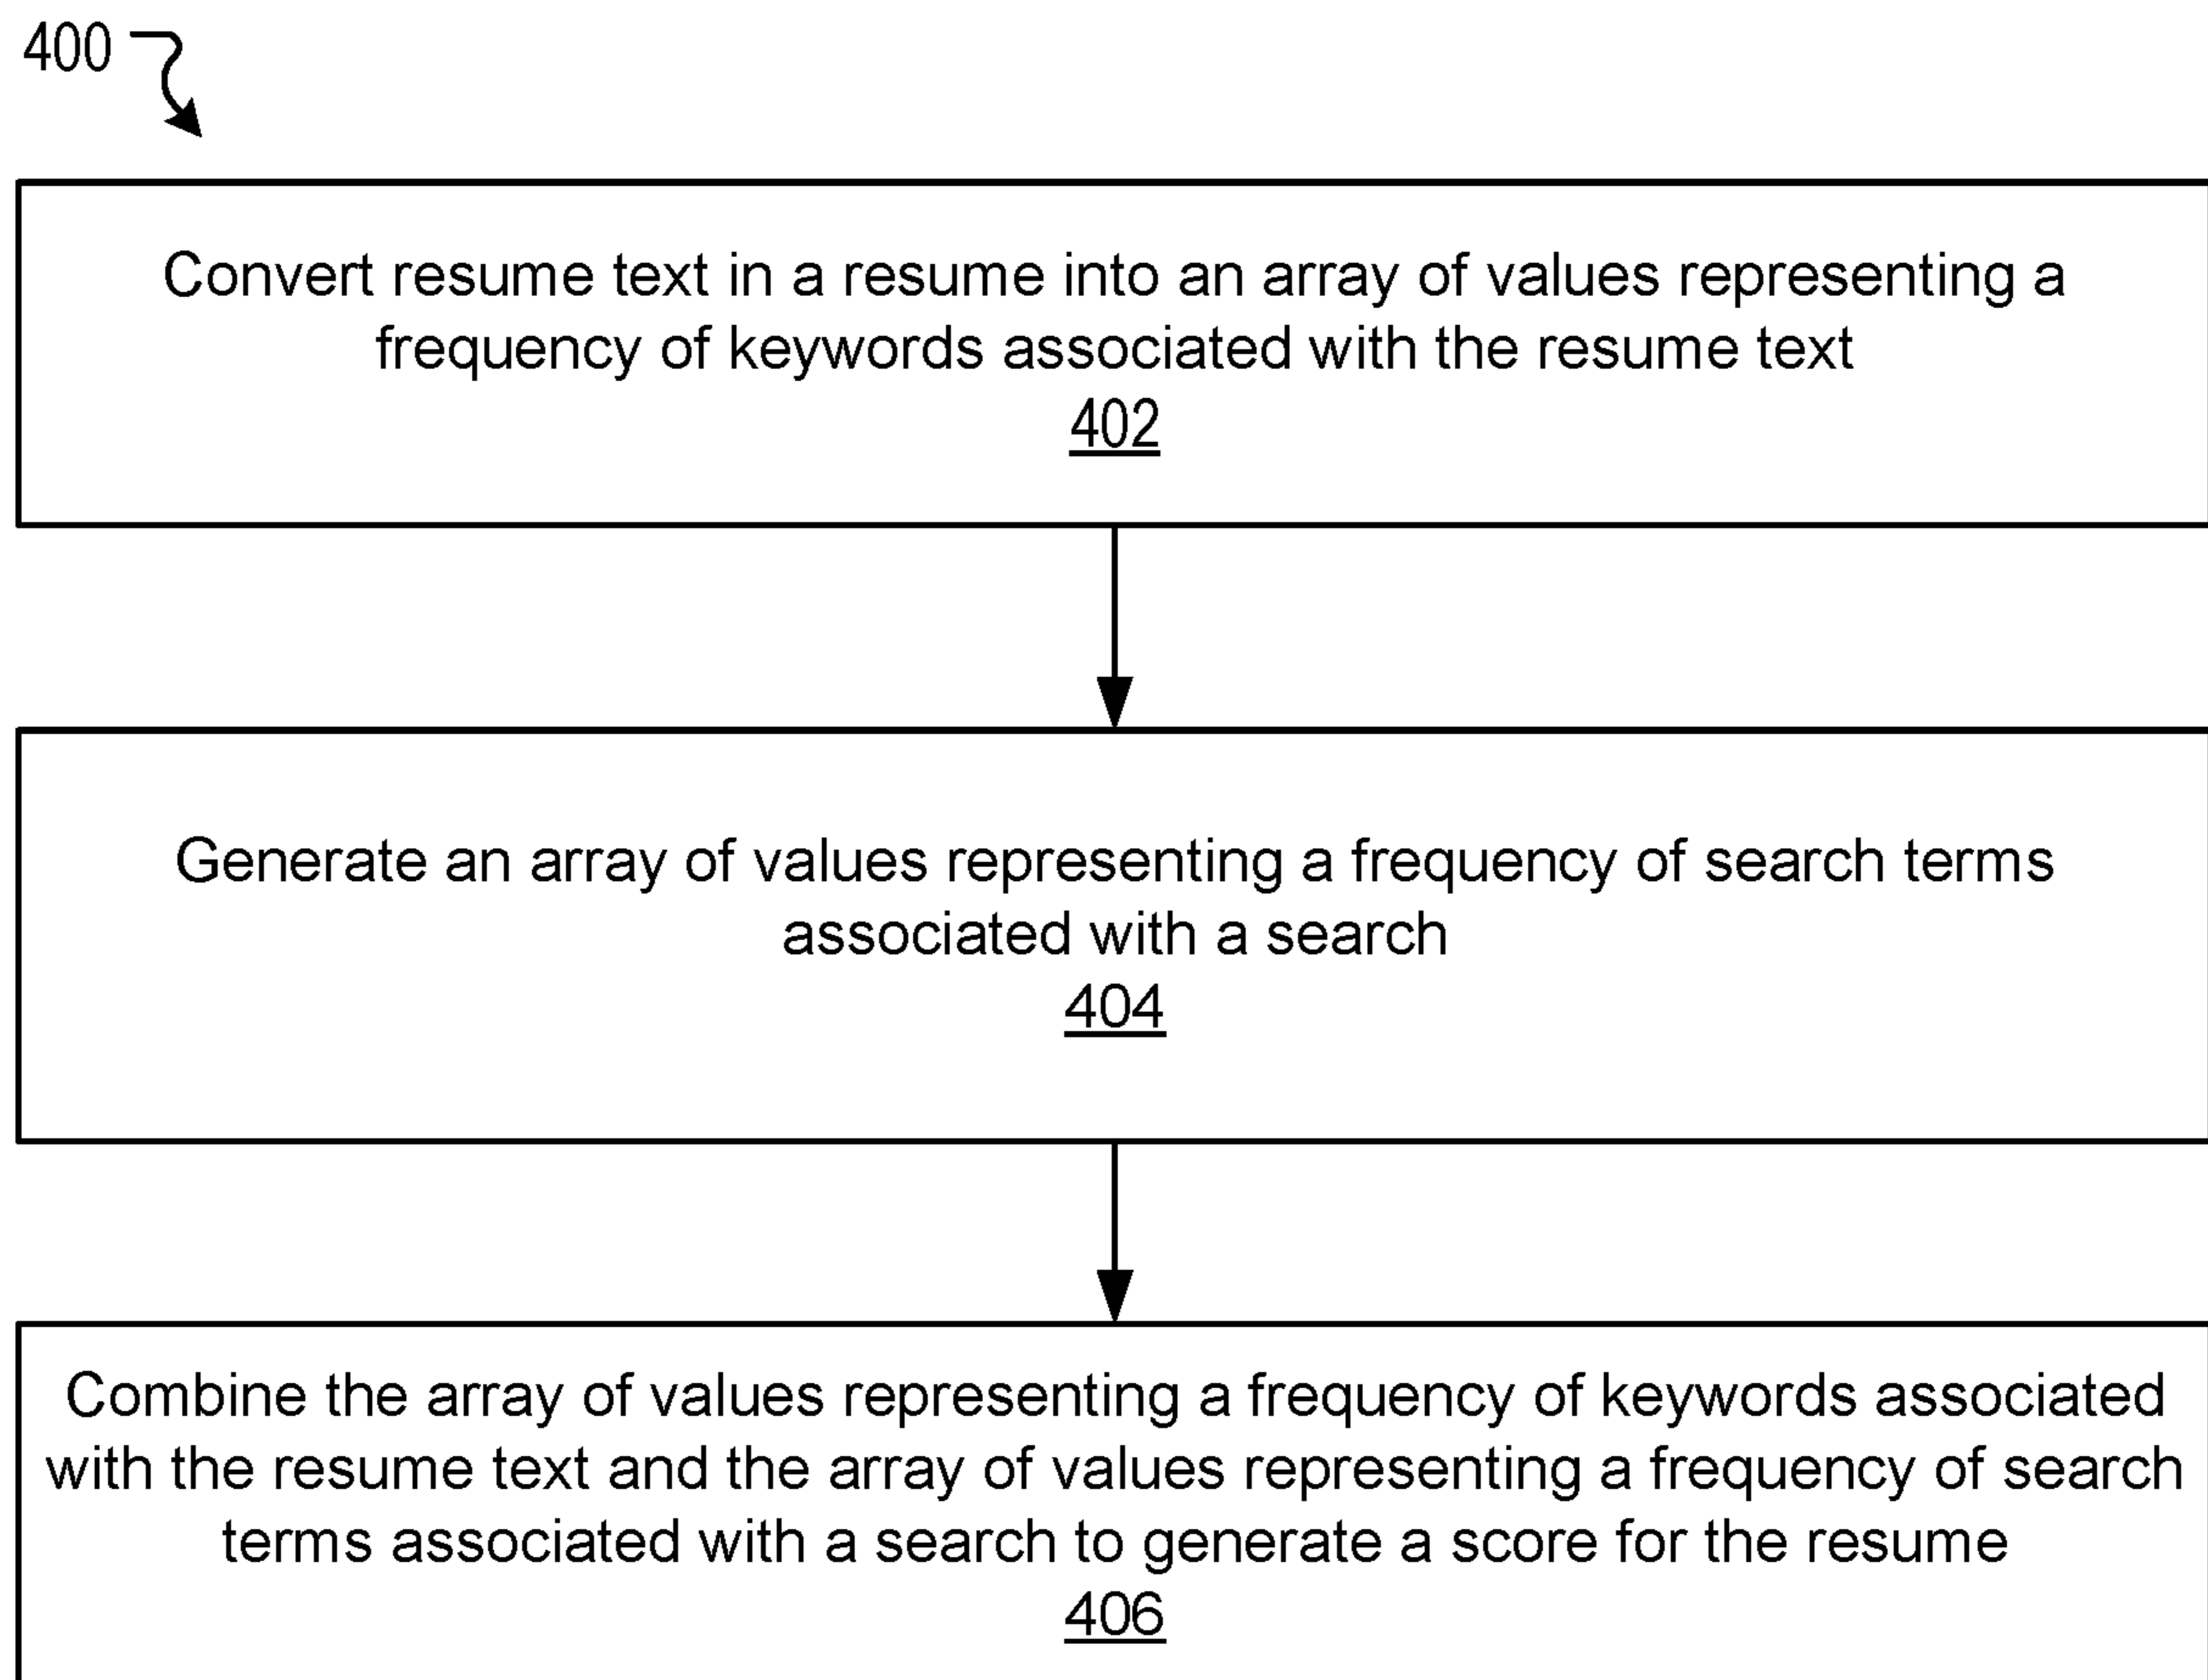 400
Convert resume text in a resume into an array of values representing a
frequency of keywords associated with the resume text
402
Generate an array of values representing a frequency of search terms
associated with a search
404
Combine the array of values representing a frequency of keywords associated
with the resume text and the array of values representing a frequency of search
terms associated with a search to generate a score for the resume
406